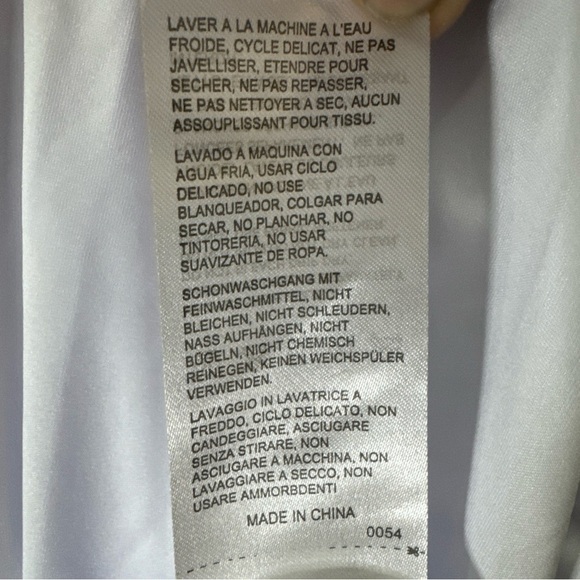 LAVER A LA MACHINE A L'EAU
FROIDE, CYCLE DELICAT, NE PAS
JAVELLISER, ETENDRE POUR
SECHER, NE PAS REPASSER,
NE PAS NETTOYER A SEC, AUCUN
ASSOUPLISSANT POUR TISSU.
LAVADO A MAQUINA CON
AGUA FRIA, USAR CICLO
DELICADO, NO USE
BLANQUEADOR, COLGAR PARA
SECAR, NO PLANCHAR, NO
TINTORERIA, NO USAR
SUAVIZANTE DE ROPA.
SCHONWASCHGANG MIT
FEINWASCHMITTEL, NICHT
BLEICHEN, NICHT SCHLEUDERN,
NASS AUFHÄNGEN, NICHT
BÜGELN, NICHT CHEMISCH
REINEGEN, KEINEN WEICHSPÜLER
VERWENDEN.
LAVAGGIO IN LAVATRICE A
FREDDO, CICLO DELICATO, NON
CANDEGGIARE, ASCIUGARE
SENZA STIRARE, NON
ASCIUGARE A MACCHINA, NON
LAVAGGIARE A SECCO, NON
USARE AMMORBDENTI
MADE IN CHINA
0054